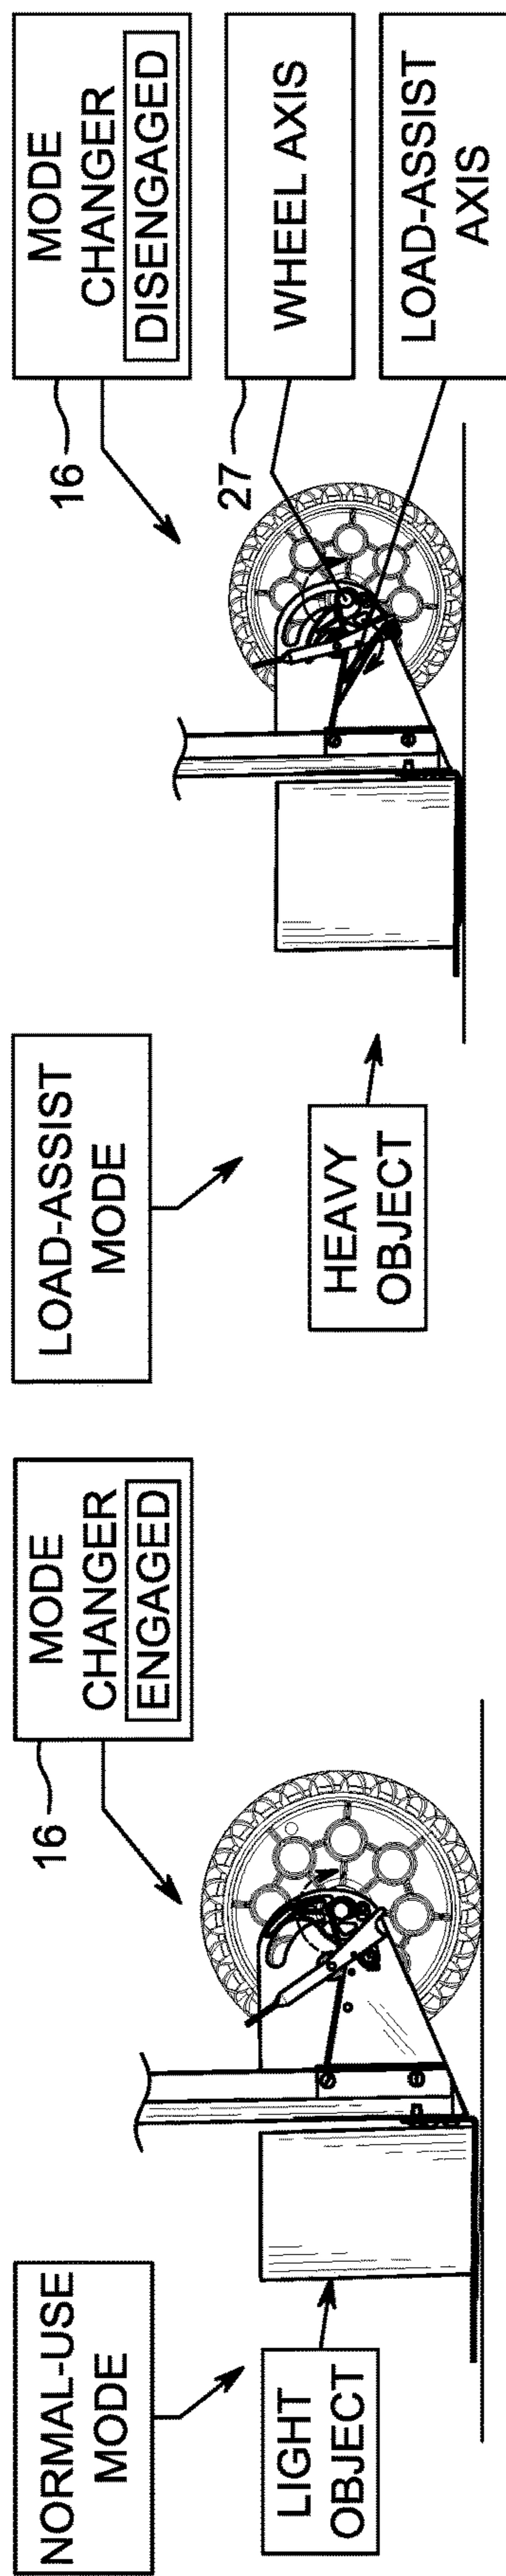 NORMAL-USE
MODE
LIGHT
OBJECT
16
MODE
CHANGER
ENGAGED
LOAD-ASSIST
MODE
HEAVY
OBJECT
16
MODE
CHANGER
DISENGAGED
27
WHEEL AXIS
LOAD-ASSIST
AXIS